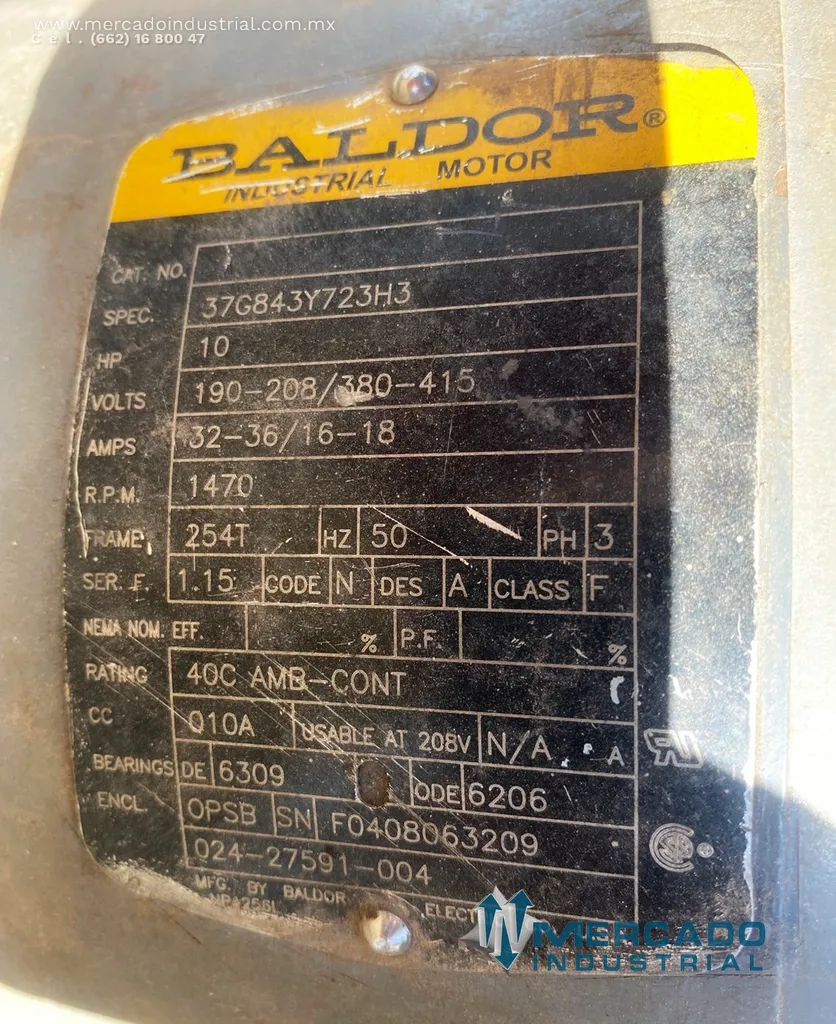 www.mercadoindustrial.com.mx
Cel. (662) 16 800 47
BALDOR®
INDUSTRIAL MOTOR
CAT. NO.
SPEC. 37G843Y723H3
HP 10
VOLTS 190-208/380-415
AMPS 32-36/16-18
R.P.M. 1470
FRAME 254T HZ 50 PH 3
SER. F. 1.15 CODE N DES A CLASS F
NEMA NOM. EFF. % P.F. %
RATING 40C AMB-CONT
CC 010A USABLE AT 208V N/A A
BEARINGS DE 6309 ODE 6206
ENCL. OPSB SN F0408063209
024-27591-004
MFG. BY BALDOR ELECT
MERCADO
INDUSTRIAL